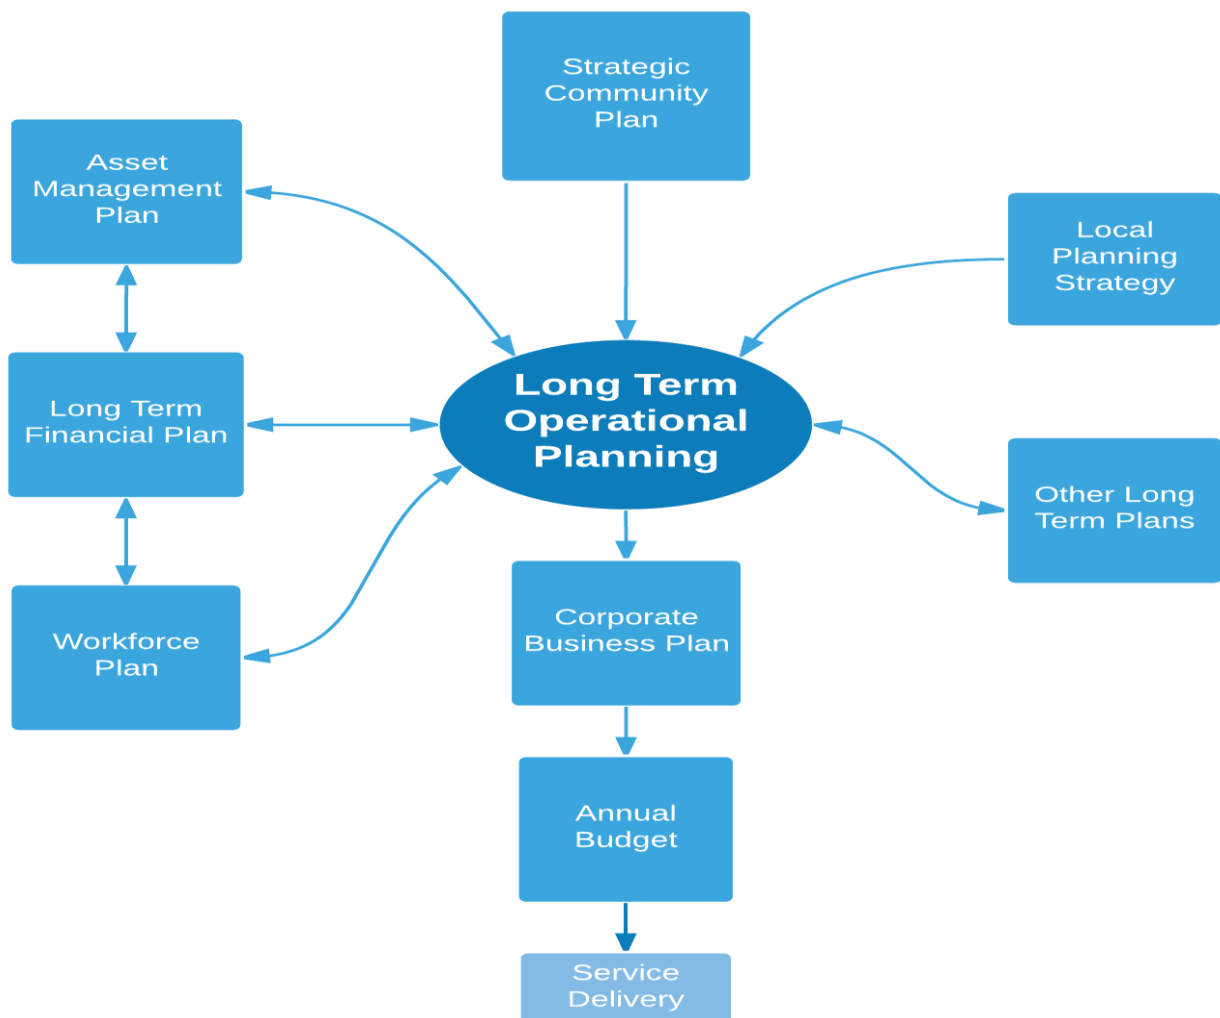 Strategic
Community
Plan
Asset
Management
Plan
Local
Planning
Strategy
Long Term
Operational
Planning
Long Term
Financial Plan
Other Long
Term Plans
Corporate
Business Plan
Workforce
Plan
Annual
Budget
Service
Delivery